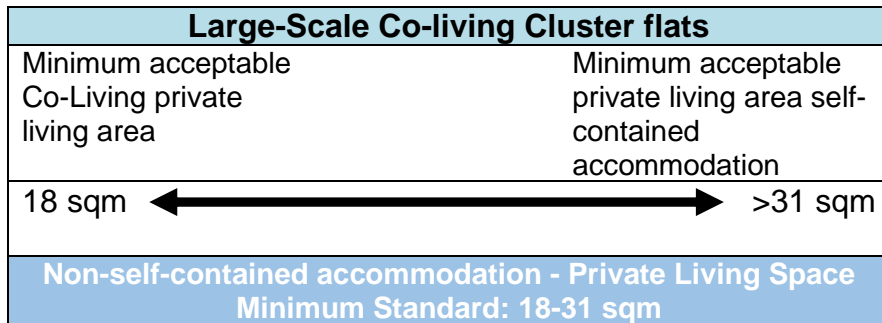 Large-Scale Co-living Cluster flats
Minimum acceptable
Co-Living private
living area
Minimum acceptable
private living area self-
contained
accommodation
18 sqm
>31 sqm
Non-self-contained accommodation - Private Living Space
Minimum Standard: 18-31 sqm